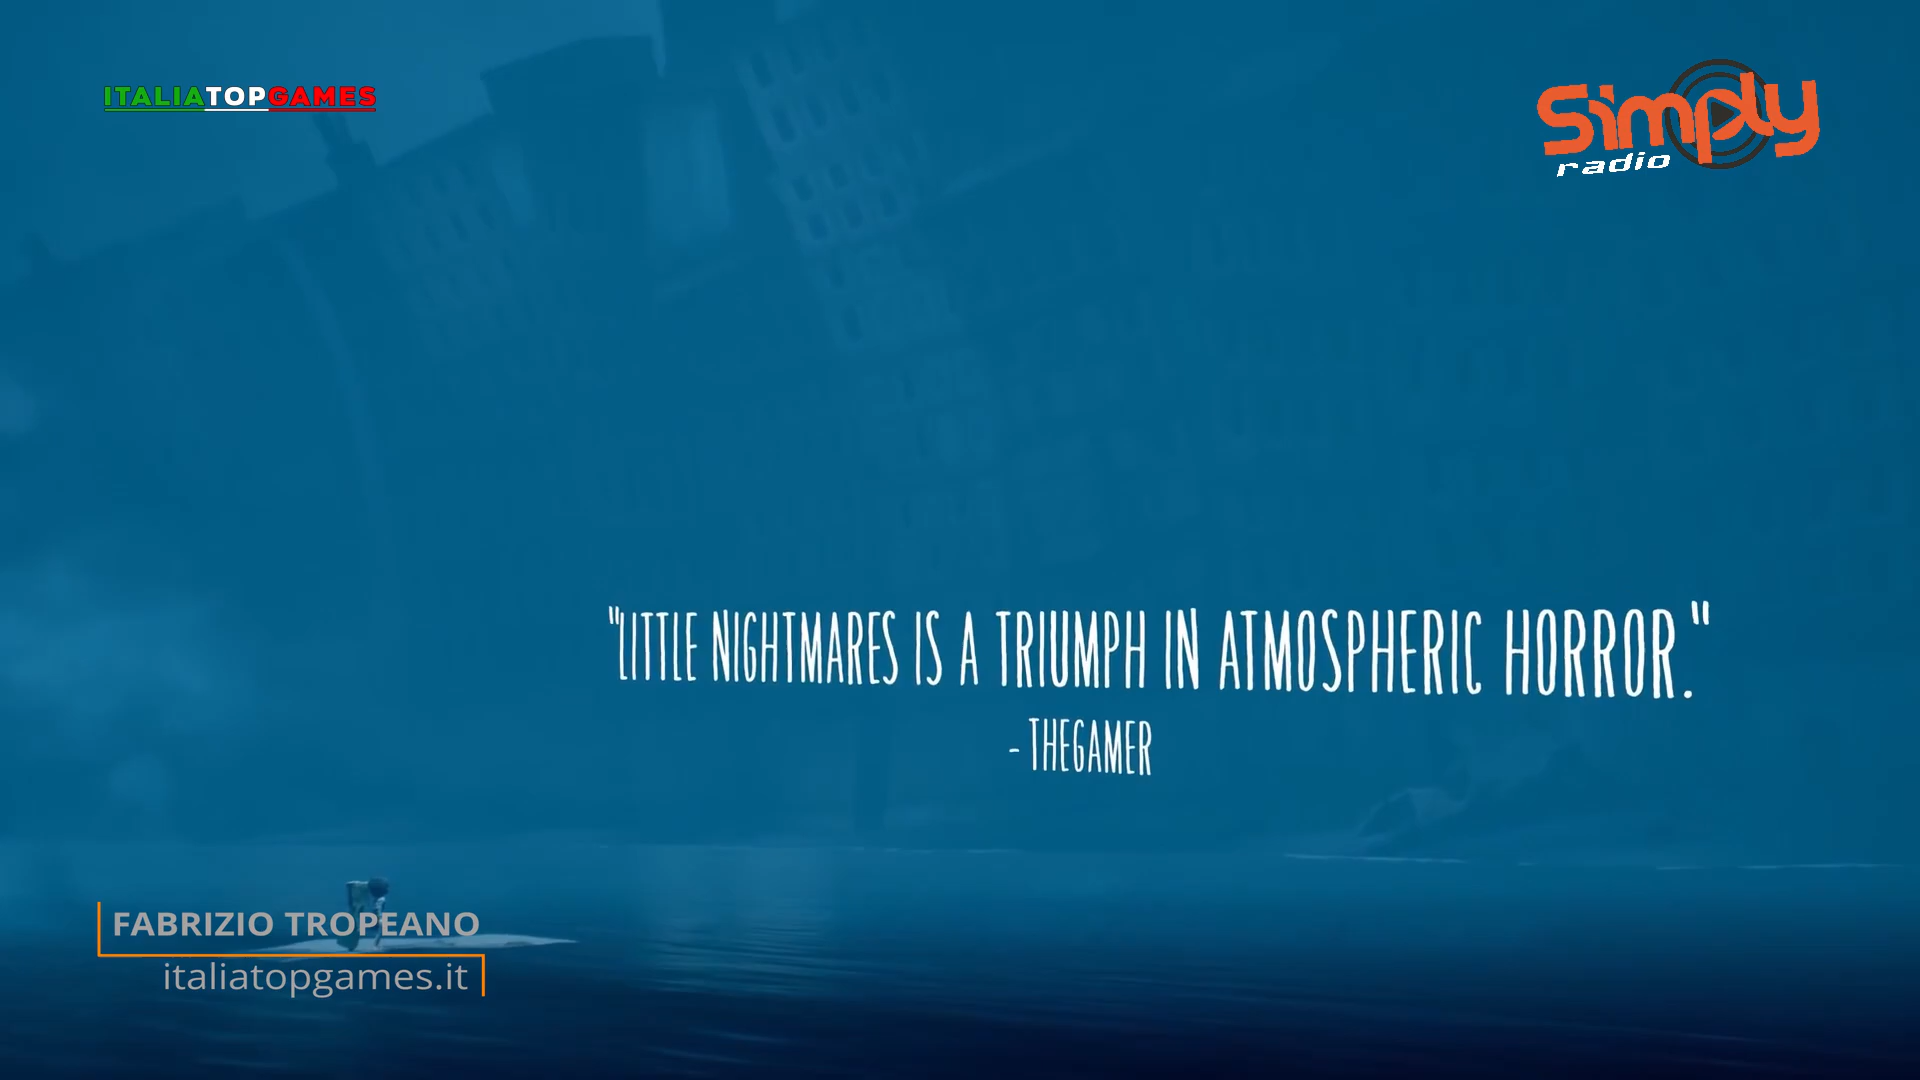 ITALIATOPGAMES
Simply
radio
"LITTLE NIGHTMARES IS A TRIUMPH IN ATMOSPHERIC HORROR."
- THEGAMER
FABRIZIO TROPEANO
italiatopgames.it